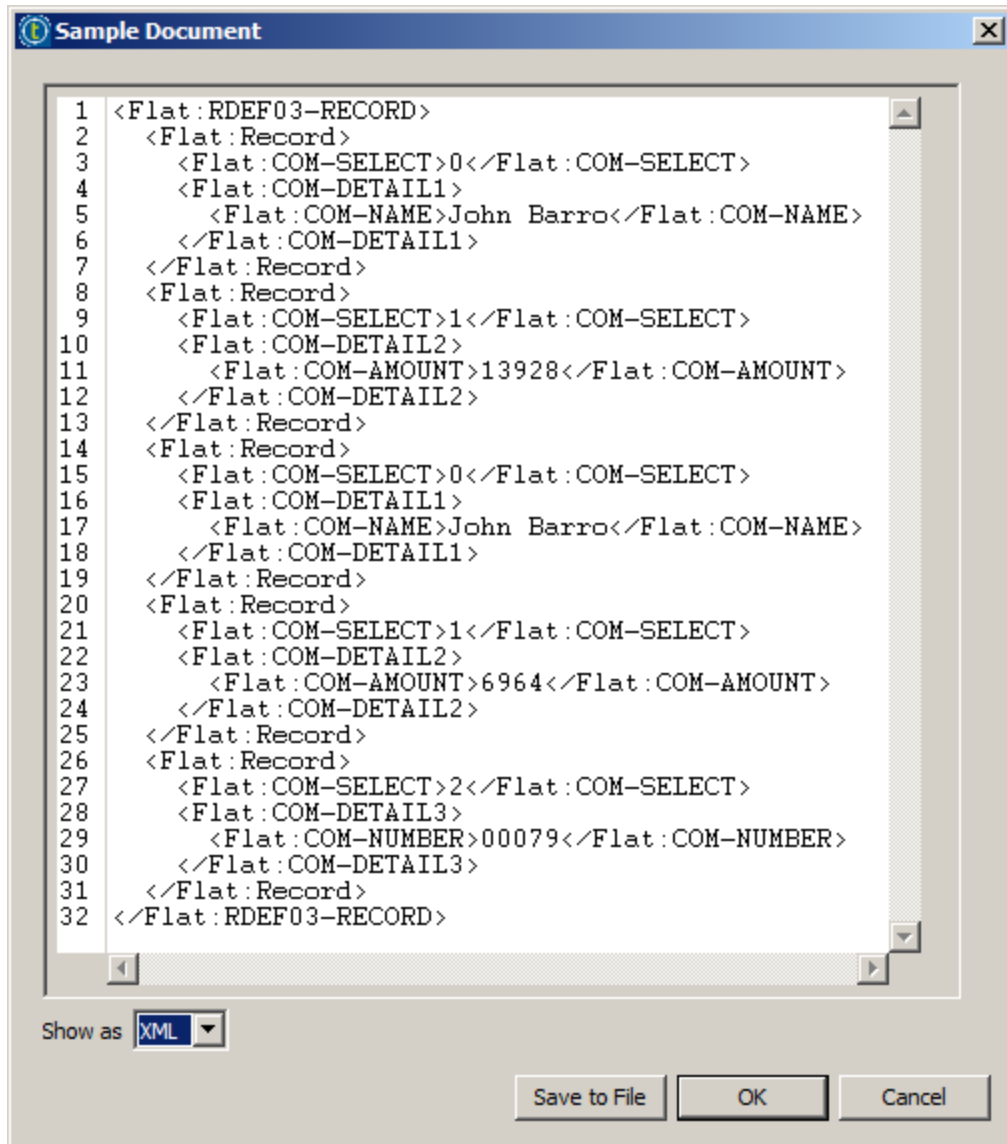 Sample Document
1 <Flat:RDEF03-RECORD>
2   <Flat:Record>
3     <Flat:COM-SELECT>0</Flat:COM-SELECT>
4     <Flat:COM-DETAIL1>
5       <Flat:COM-NAME>John Barro</Flat:COM-NAME>
6     </Flat:COM-DETAIL1>
7   </Flat:Record>
8   <Flat:Record>
9     <Flat:COM-SELECT>1</Flat:COM-SELECT>
10     <Flat:COM-DETAIL2>
11       <Flat:COM-AMOUNT>13928</Flat:COM-AMOUNT>
12     </Flat:COM-DETAIL2>
13   </Flat:Record>
14   <Flat:Record>
15     <Flat:COM-SELECT>0</Flat:COM-SELECT>
16     <Flat:COM-DETAIL1>
17       <Flat:COM-NAME>John Barro</Flat:COM-NAME>
18     </Flat:COM-DETAIL1>
19   </Flat:Record>
20   <Flat:Record>
21     <Flat:COM-SELECT>1</Flat:COM-SELECT>
22     <Flat:COM-DETAIL2>
23       <Flat:COM-AMOUNT>6964</Flat:COM-AMOUNT>
24     </Flat:COM-DETAIL2>
25   </Flat:Record>
26   <Flat:Record>
27     <Flat:COM-SELECT>2</Flat:COM-SELECT>
28     <Flat:COM-DETAIL3>
29       <Flat:COM-NUMBER>00079</Flat:COM-NUMBER>
30     </Flat:COM-DETAIL3>
31   </Flat:Record>
32 </Flat:RDEF03-RECORD>
Show as XML
Save to File OK Cancel